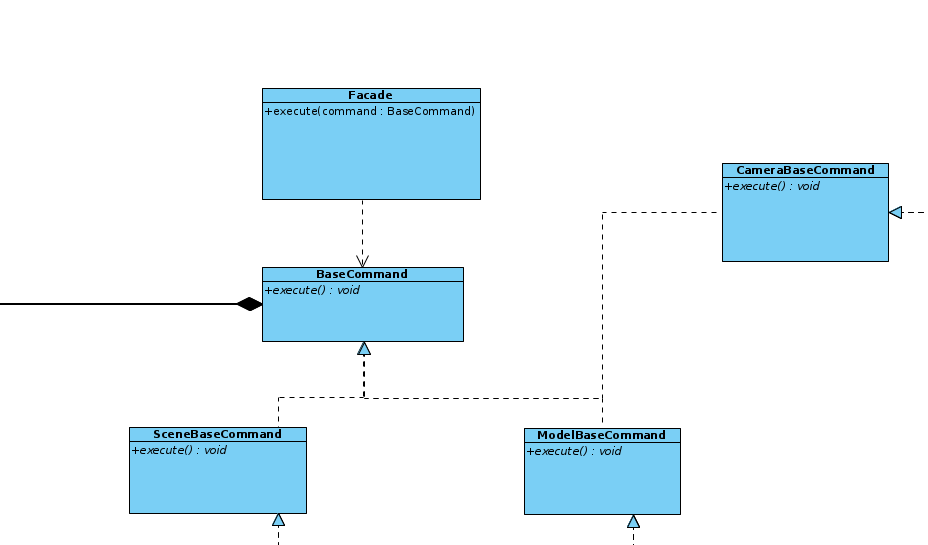 Facade
+execute(command : BaseCommand)
CameraBaseCommand
+execute() : void
BaseCommand
+execute() : void
SceneBaseCommand
+execute() : void
ModelBaseCommand
+execute() : void